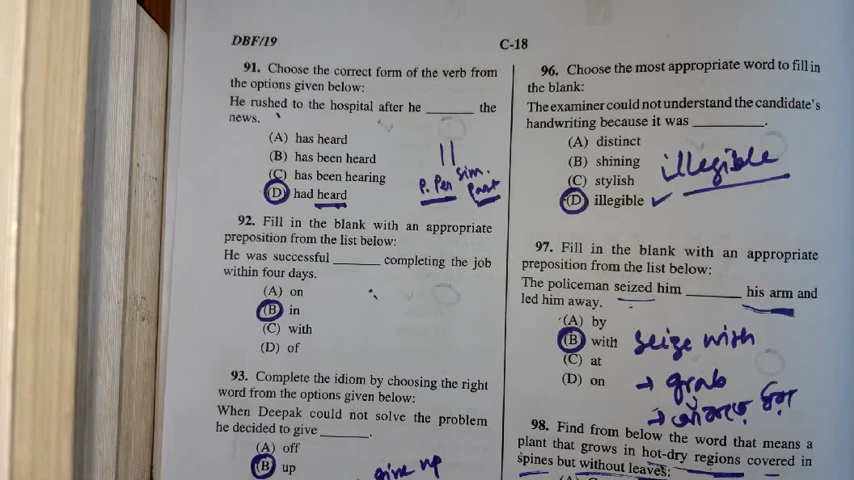 DBF/19
C-18
91. Choose the correct form of the verb from
the options given below:
He rushed to the hospital after he ______ the
news.
(A) has heard
(B) has been heard
(C) has been hearing
(D) had heard
P. Per Sim. Past
92. Fill in the blank with an appropriate
preposition from the list below:
He was successful ______ completing the job
within four days.
(A) on
(B) in
(C) with
(D) of
93. Complete the idiom by choosing the right
word from the options given below:
When Deepak could not solve the problem
he decided to give ______.
(A) off
(B) up
give up
96. Choose the most appropriate word to fill in
the blank:
The examiner could not understand the candidate's
handwriting because it was ______.
(A) distinct
(B) shining
(C) stylish
(D) illegible
illegible
97. Fill in the blank with an appropriate
preposition from the list below:
The policeman seized him ______ his arm and
led him away.
(A) by
(B) with
(C) at
(D) on
Seize with
→ grab
98. Find from below the word that means a
plant that grows in hot-dry regions covered in
spines but without leaves: